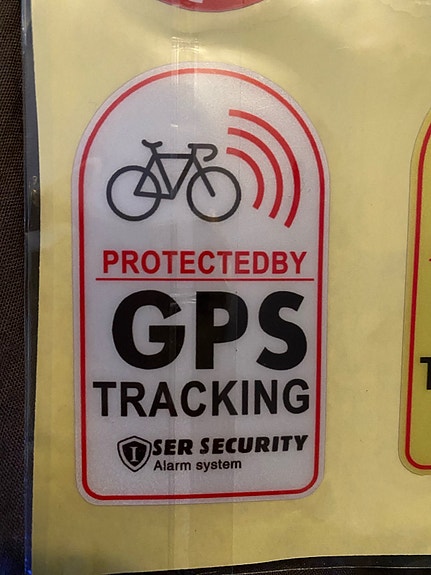 PROTECTEDBY
GPS
TRACKING
I SER SECURITY
Alarm system